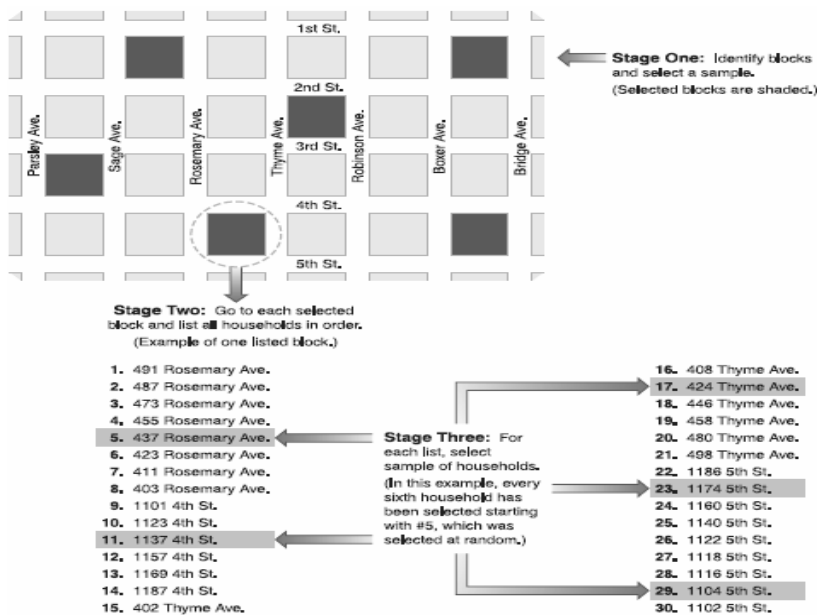 1st St.
Stage One: Identify blocks
and select a sample.
(Selected blocks are shaded.)
2nd St.
Parsley Ave.
Sage Ave.
Rosemary Ave.
Thyme Ave.
3rd St.
Robinson Ave.
Boxer Ave.
Bridge Ave.
4th St.
5th St.
Stage Two: Go to each selected
block and list all households in order.
(Example of one listed block.)
1. 491 Rosemary Ave.
2. 487 Rosemary Ave.
3. 473 Rosemary Ave.
4. 455 Rosemary Ave.
5. 437 Rosemary Ave.
6. 423 Rosemary Ave.
7. 411 Rosemary Ave.
8. 403 Rosemary Ave.
9. 1101 4th St.
10. 1123 4th St.
11. 1137 4th St.
12. 1157 4th St.
13. 1169 4th St.
14. 1187 4th St.
15. 402 Thyme Ave.
Stage Three: For
each list, select
sample of households.
(In this example, every
sixth household has
been selected starting
with #5, which was
selected at random.)
16. 408 Thyme Ave.
17. 424 Thyme Ave.
18. 446 Thyme Ave.
19. 458 Thyme Ave.
20. 480 Thyme Ave.
21. 498 Thyme Ave.
22. 1186 5th St.
23. 1174 5th St.
24. 1160 5th St.
25. 1140 5th St.
26. 1122 5th St.
27. 1118 5th St.
28. 1116 5th St.
29. 1104 5th St.
30. 1102 5th St.